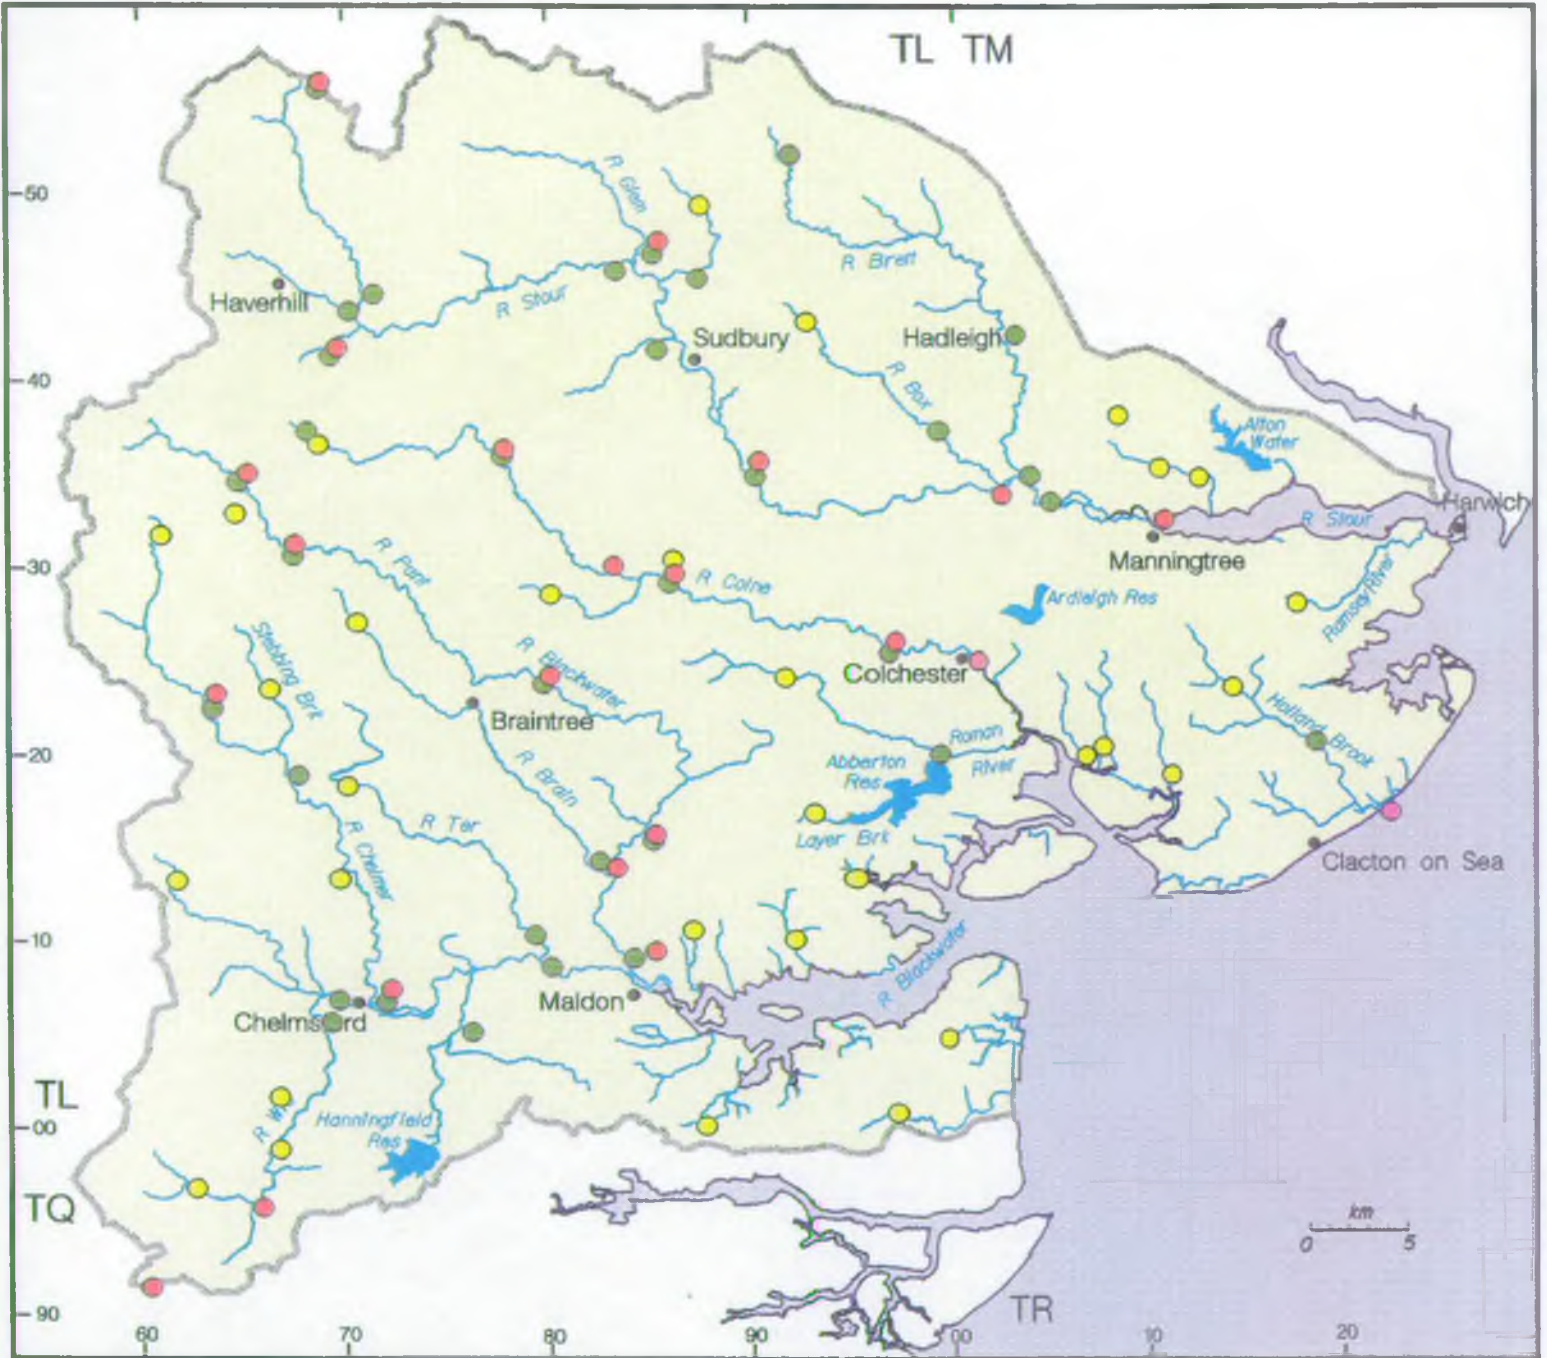 TL TM
50
R Glem
R Brett
Haverhill
R Stour
Sudbury
Hadleigh
40
R Box
Alton
Water
Harwich
R Stour
Manningtree
30
R Pant
R Colne
Ardleigh Res
Ramsey River
Stebbing Brk
R Blackwater
Colchester
Braintree
Holland Brook
20
Roman
River
Abberton
Res
R Brain
R Ter
Layer Brk
R Chelmer
Clacton on Sea
10
R Blackwater
Maldon
Chelmsford
TL
R Wi
Hanningfield
Res
00
TQ
km
0 5
TR
90
60 70 80 90 00 10 20